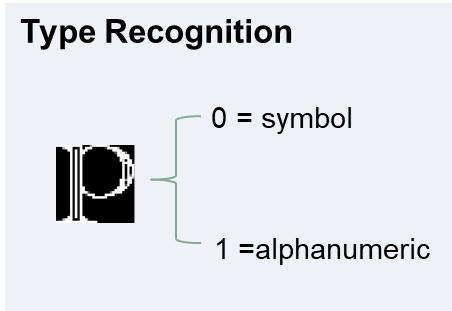 Type Recognition
0 = symbol
p
1 =alphanumeric